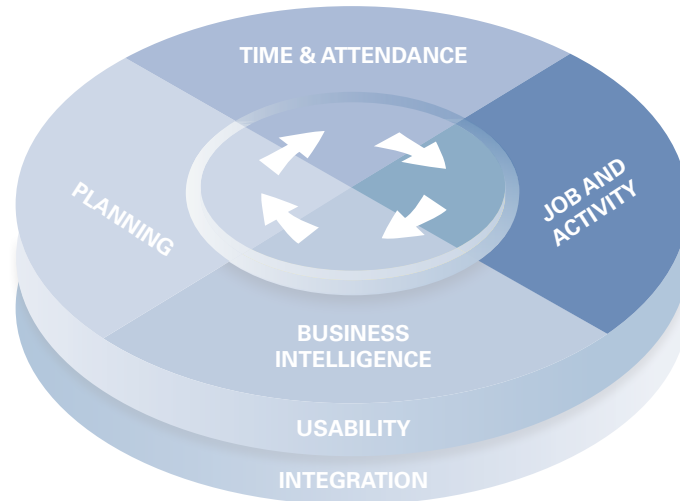 TIME & ATTENDANCE
PLANNING
JOB AND
ACTIVITY
BUSINESS
INTELLIGENCE
USABILITY
INTEGRATION